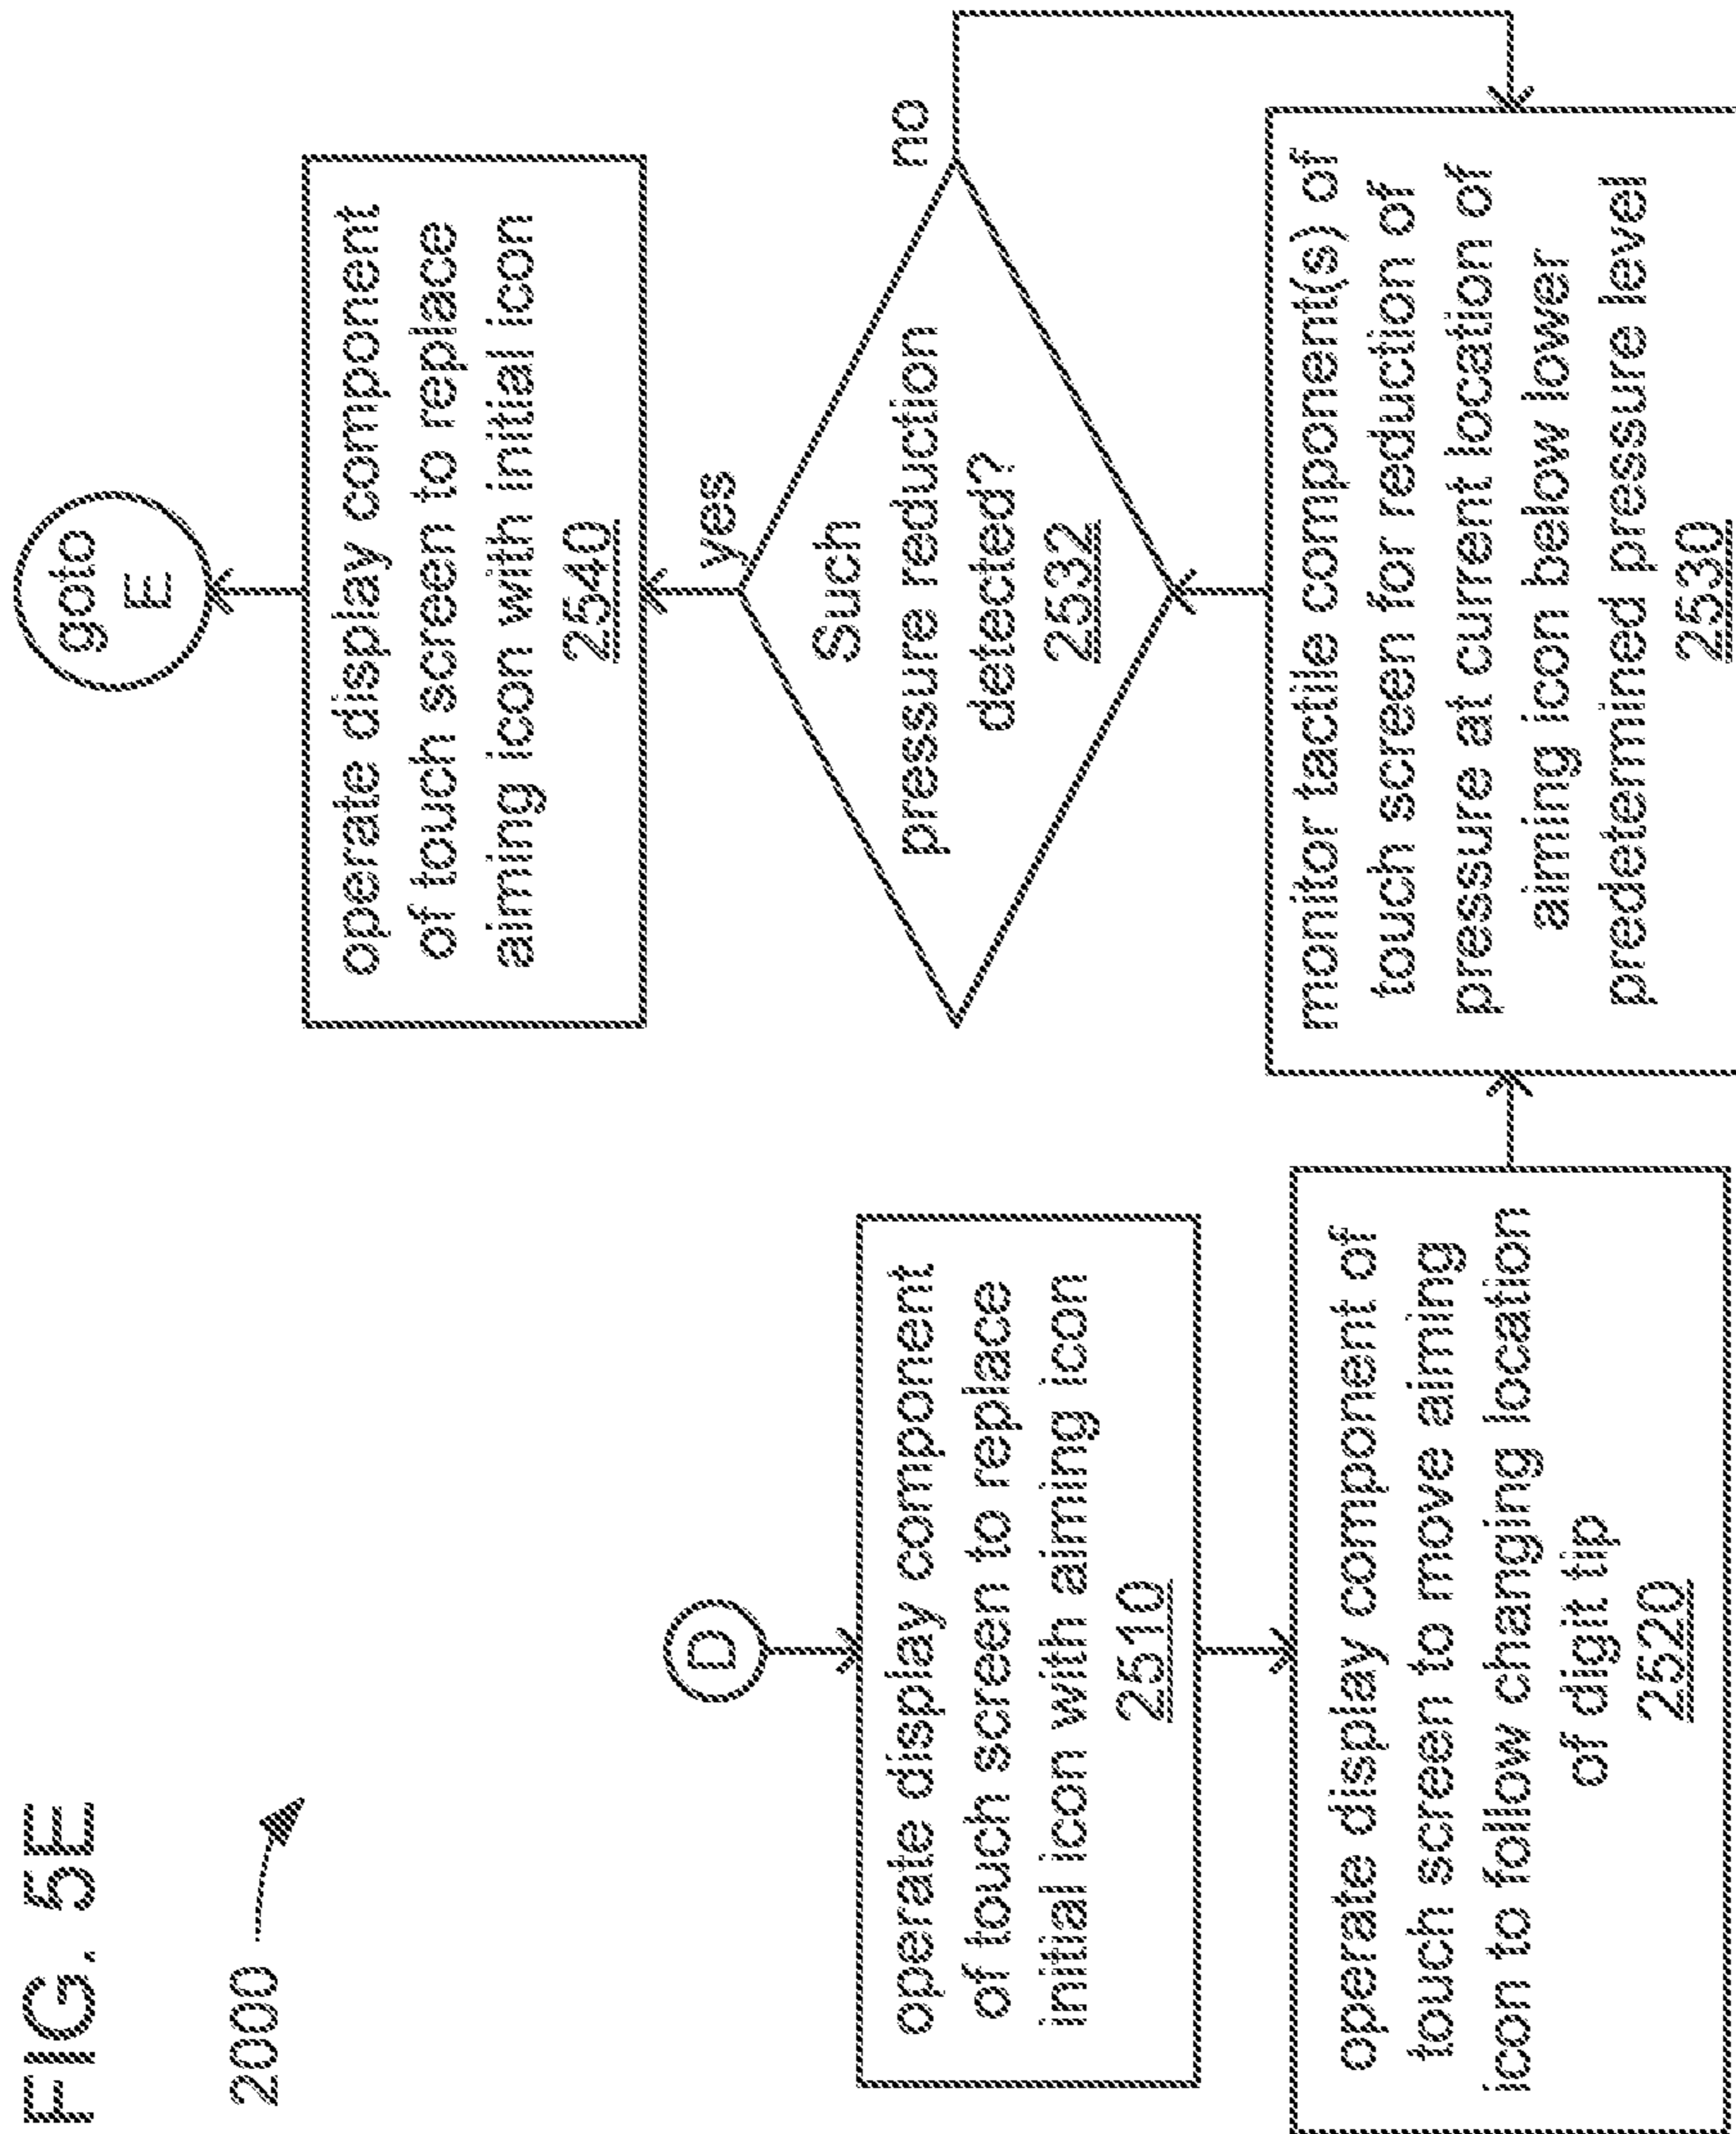 FIG. 5E
2000
D
operate display component
of touch screen to replace
initial icon with aiming icon
2510
operate display component of
touch screen to move aiming
icon to follow changing location
of digit tip
2520
monitor tactile component(s) of
touch screen for reduction of
pressure at current location of
aiming icon below lower
predetermined pressure level
2530
Such
pressure reduction
detected?
2532
no
yes
operate display component
of touch screen to replace
aiming icon with initial icon
2540
goto
E